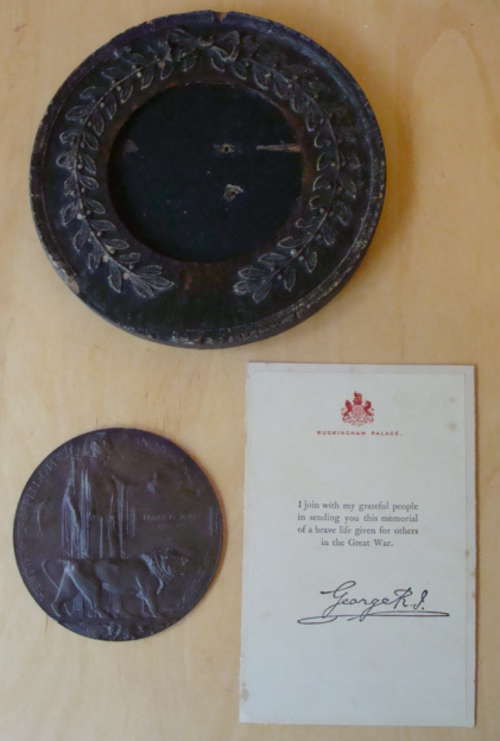 BUCKINGHAM PALACE.
I join with my grateful people
in sending you this memorial
of a brave life given for others
in the Great War.
George R.I.